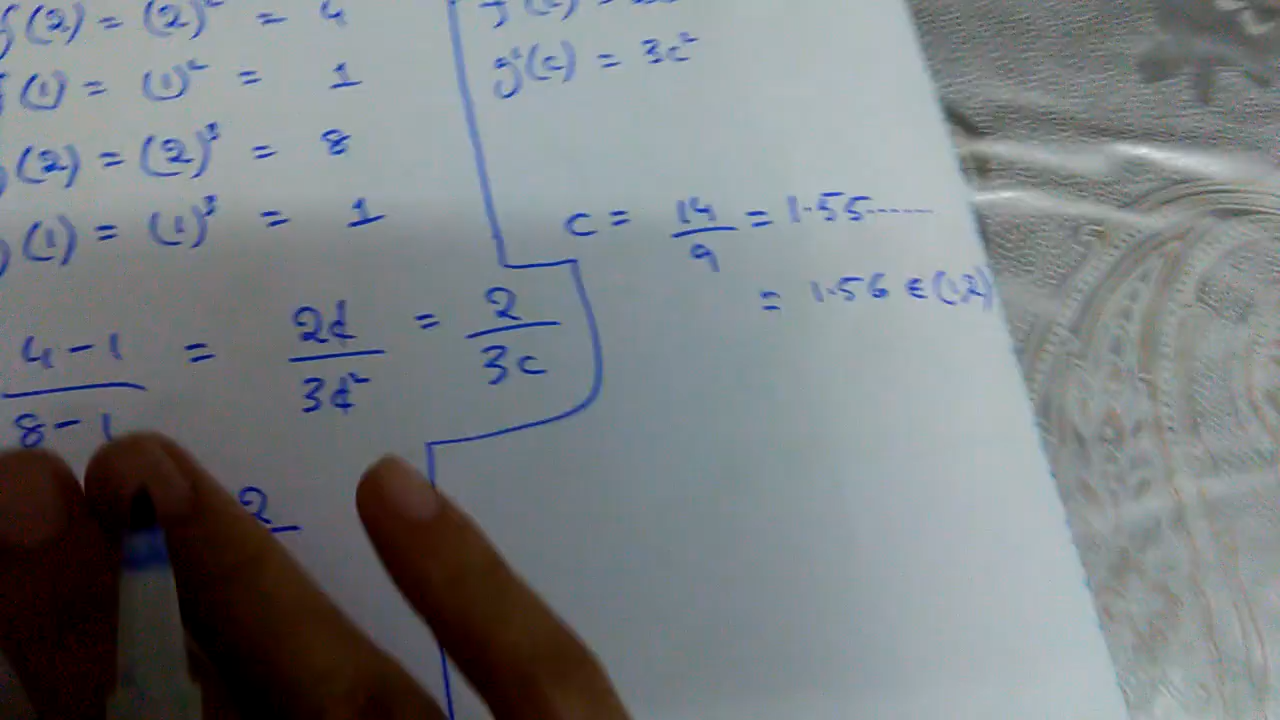 f(2) = (2)² = 4
f(1) = (1)² = 1
(2) = (2)³ = 8
(1) = (1)³ = 1
4-1 / 8-1 = 2c / 3c² = 2 / 3c
2
g'(c) = 3c²
c = 14 / 9 = 1.55......
= 1.56 ∈ (1,2)